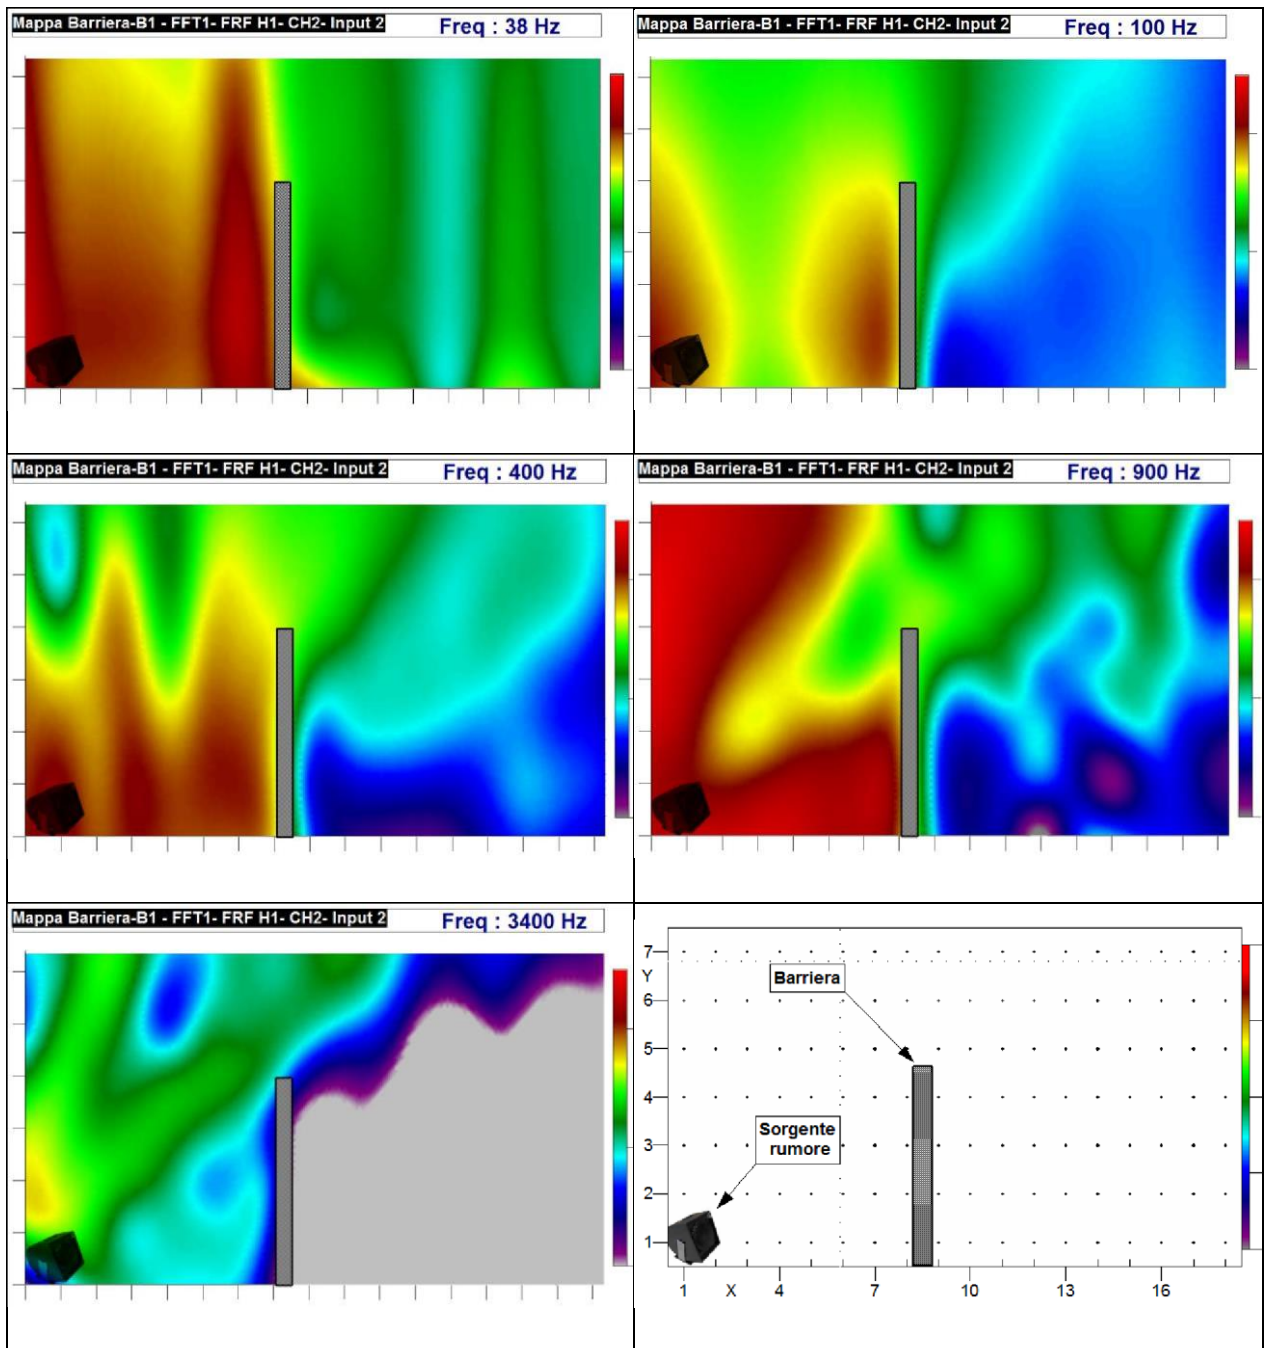 Mappa Barriera-B1 - FFT1- FRF H1- CH2- Input 2 Freq : 38 Hz
Mappa Barriera-B1 - FFT1- FRF H1- CH2- Input 2 Freq : 100 Hz
Mappa Barriera-B1 - FFT1- FRF H1- CH2- Input 2 Freq : 400 Hz
Mappa Barriera-B1 - FFT1- FRF H1- CH2- Input 2 Freq : 900 Hz
Mappa Barriera-B1 - FFT1- FRF H1- CH2- Input 2 Freq : 3400 Hz
7
Y
Barriera
6
5
4
Sorgente
rumore
3
2
1
1 X 4 7 10 13 16